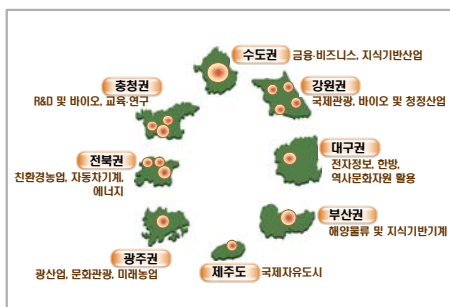 수도권
금융·비즈니스, 지식기반산업
충청권
R&D 및 바이오, 교육·연구
강원권
국제관광, 바이오 및 청정산업
전북권
친환경농업, 자동차기계,
에너지
대구권
전자정보, 한방,
역사문화자원 활용
부산권
해양물류 및 지식기반기계
광주권
광산업, 문화관광, 미래농업
제주도
국제자유도시